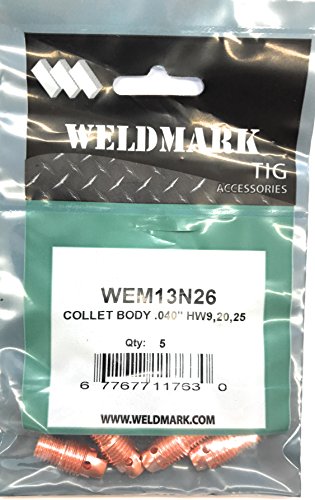 WELDMARK
TIG
ACCESSORIES
WEM13N26
COLLET BODY .040" HW9,20,25
Qty: 5
6 77677 11763 0
WWW.WELDMARK.COM